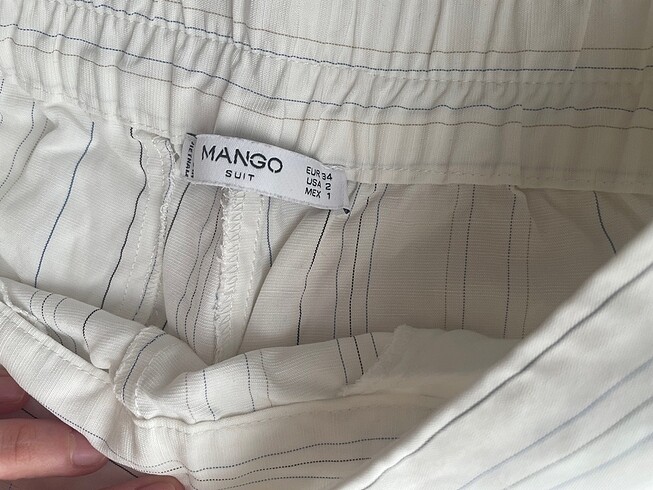 MANGO
SUIT
EUR 34
USA 2
MEX 1